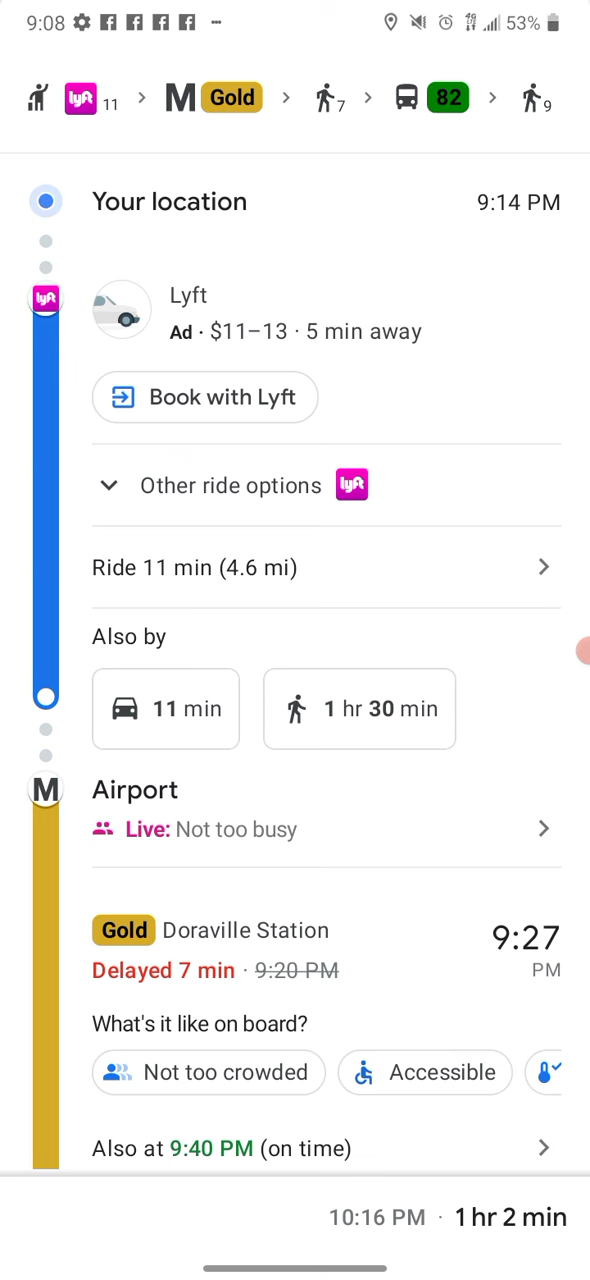 9:08 53%
lyft 11 > M Gold > 7 > 82 > 9
Your location 9:14 PM
lyft
Lyft
Ad · $11–13 · 5 min away
Book with Lyft
Other ride options lyft
Ride 11 min (4.6 mi)
Also by
11 min 1 hr 30 min
M Airport
Live: Not too busy
Gold Doraville Station 9:27
Delayed 7 min · 9:20 PM PM
What's it like on board?
Not too crowded Accessible
Also at 9:40 PM (on time)
10:16 PM · 1 hr 2 min